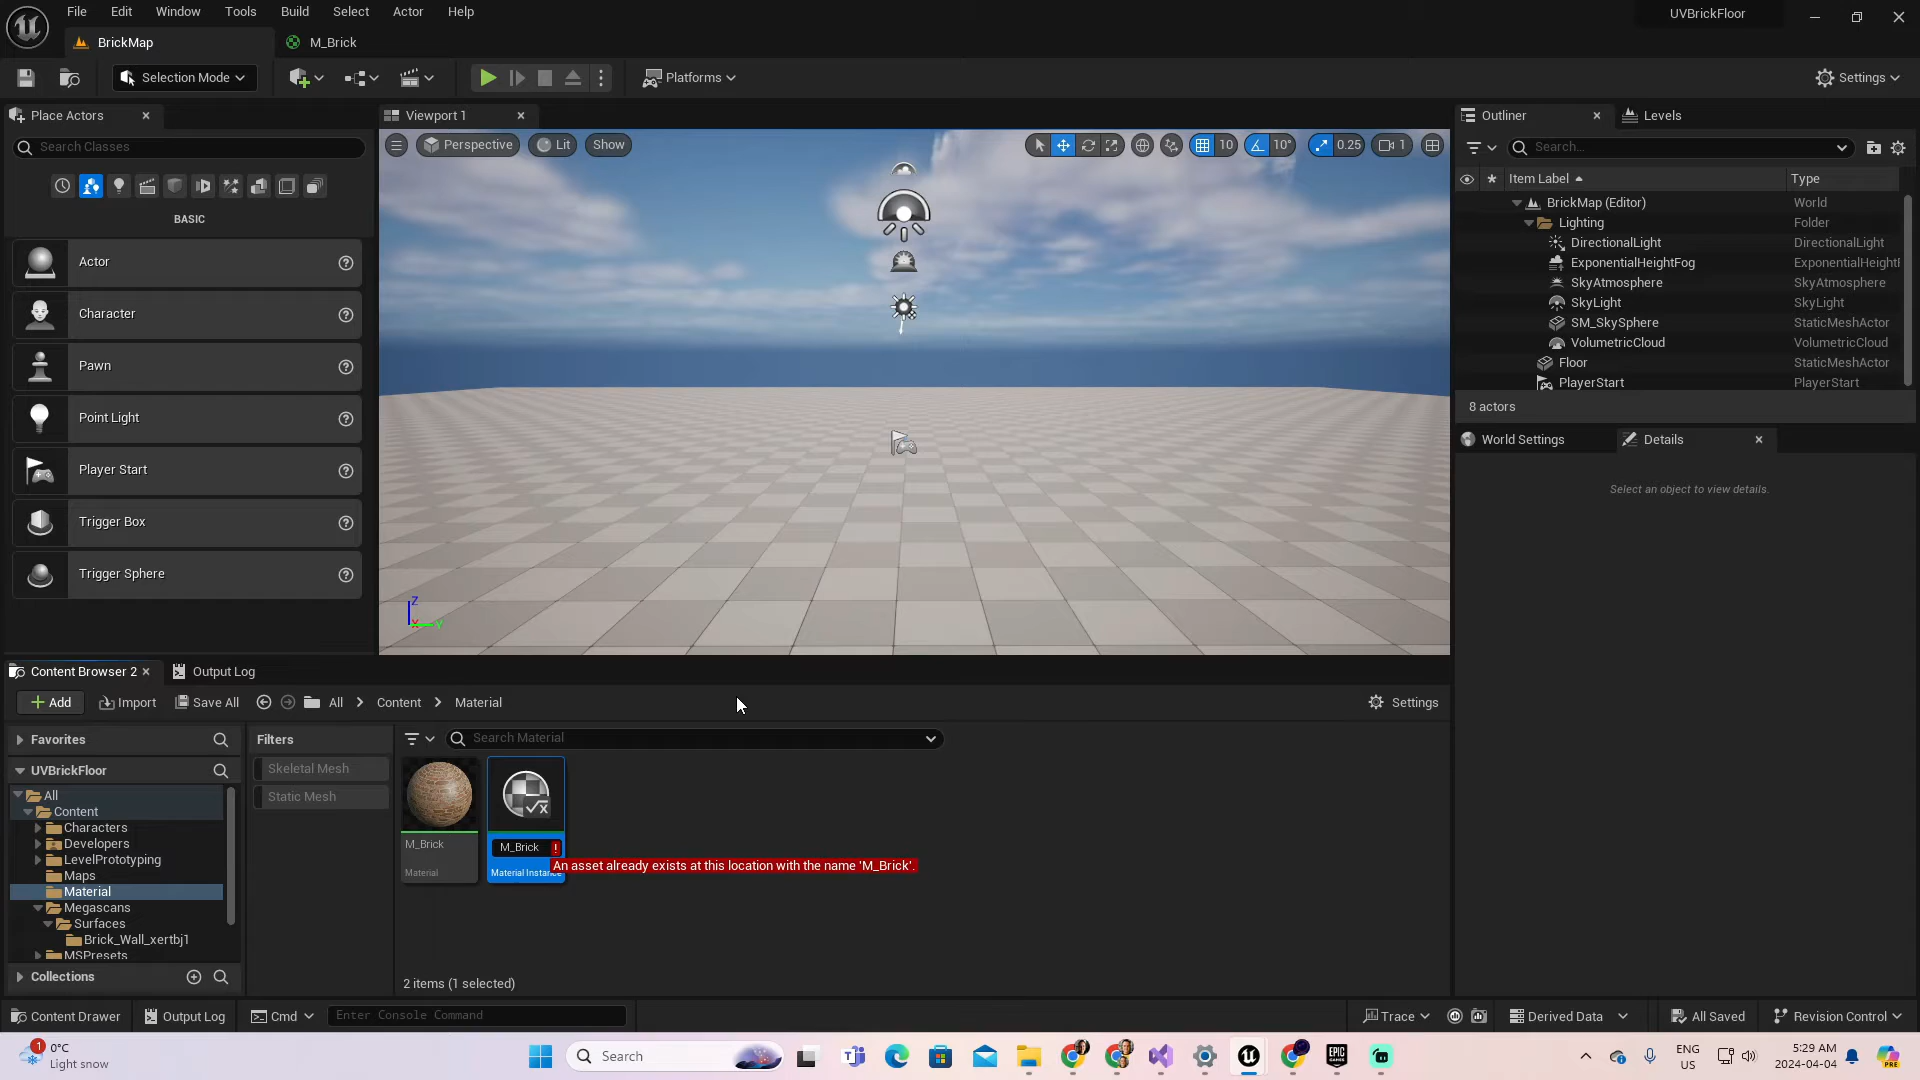 File Edit Window Tools Build Select Actor Help
UVBrickFloor
BrickMap
M_Brick
Selection Mode
Platforms
Settings
Place Actors
Search Classes
BASIC
Actor
Character
Pawn
Point Light
Player Start
Trigger Box
Trigger Sphere
Viewport 1
Perspective Lit Show
10 10° 0.25 1
Z
X
Y
Outliner Levels
Search...
Item Label Type
BrickMap (Editor) World
Lighting Folder
DirectionalLight DirectionalLight
ExponentialHeightFog ExponentialHeightF
SkyAtmosphere SkyAtmosphere
SkyLight SkyLight
SM_SkySphere StaticMeshActor
VolumetricCloud VolumetricCloud
Floor StaticMeshActor
PlayerStart PlayerStart
8 actors
World Settings Details
Select an object to view details.
Content Browser 2 Output Log
Add Import Save All All Content Material Settings
Favorites
UVBrickFloor
All
Content
Characters
Developers
LevelPrototyping
Maps
Material
Megascans
Surfaces
Brick_Wall_xertbj1
MSPresets
Collections
Filters
Skeletal Mesh
Static Mesh
Search Material
M_Brick
Material
M_Brick !
Material Instance
An asset already exists at this location with the name 'M_Brick'.
2 items (1 selected)
Content Drawer Output Log Cmd Enter Console Command Trace Derived Data All Saved Revision Control
1
0°C
Light snow
Search
EPIC
GAMES
ENG
US
5:29 AM
2024-04-04
PRE